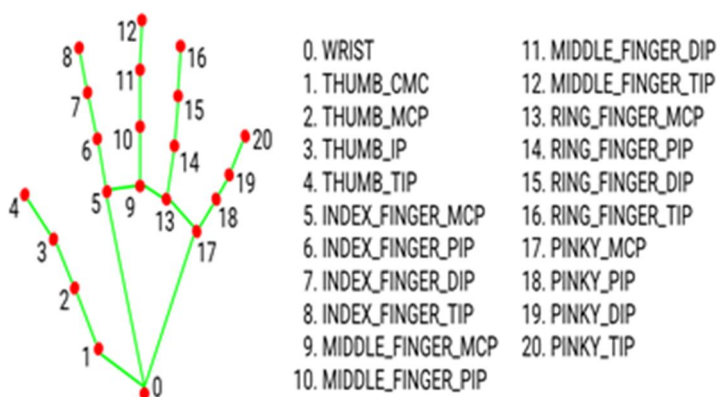 12
8
16
11
7
15
10
20
6
14
19
4
5
9
13
18
3
17
2
1
0
0. WRIST
1. THUMB_CMC
2. THUMB_MCP
3. THUMB_IP
4. THUMB_TIP
5. INDEX_FINGER_MCP
6. INDEX_FINGER_PIP
7. INDEX_FINGER_DIP
8. INDEX_FINGER_TIP
9. MIDDLE_FINGER_MCP
10. MIDDLE_FINGER_PIP
11. MIDDLE_FINGER_DIP
12. MIDDLE_FINGER_TIP
13. RING_FINGER_MCP
14. RING_FINGER_PIP
15. RING_FINGER_DIP
16. RING_FINGER_TIP
17. PINKY_MCP
18. PINKY_PIP
19. PINKY_DIP
20. PINKY_TIP